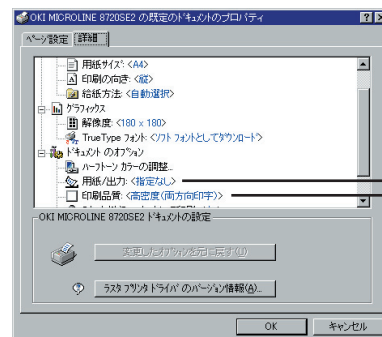 OKI MICROLINE 8720SE2 の既定のドキュメントのプロパティ
ページ設定 詳細
用紙サイズ: <A4>
印刷の向き: <縦>
給紙方法: <自動選択>
グラフィックス
解像度: <180 x 180>
TrueType フォント: <ソフト フォントとしてダウンロード>
ドキュメントのオプション
ハーフトーン カラーの調整...
用紙/出力: <指定なし>
印刷品質: <高密度(両方向印字)>
OKI MICROLINE 8720SE2 ドキュメントの設定
変更したオプションを元に戻す(U)
ラスタ プリンタ ドライバ のバージョン情報(A)...
OK キャンセル